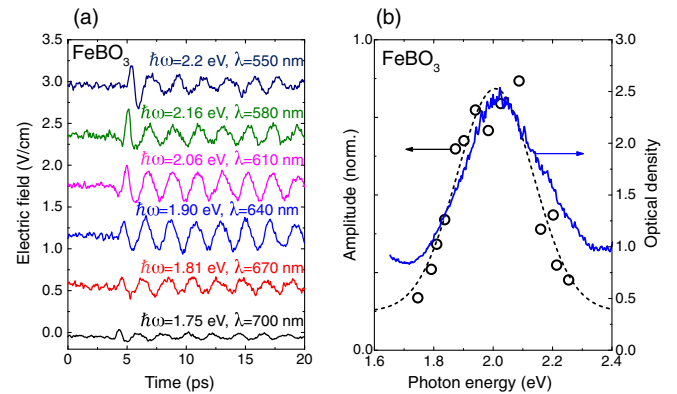 (a)
FeBO3
ħω=2.2 eV, λ=550 nm
ħω=2.16 eV, λ=580 nm
ħω=2.06 eV, λ=610 nm
ħω=1.90 eV, λ=640 nm
ħω=1.81 eV, λ=670 nm
ħω=1.75 eV, λ=700 nm
Electric field (V/cm)
3.5
3.0
2.5
2.0
1.5
1.0
0.5
0.0
0 5 10 15 20
Time (ps)
(b)
FeBO3
Amplitude (norm.)
1.0
0.0
Optical density
3.0
2.5
2.0
1.5
1.0
0.5
0.0
1.6 1.8 2.0 2.2 2.4
Photon energy (eV)